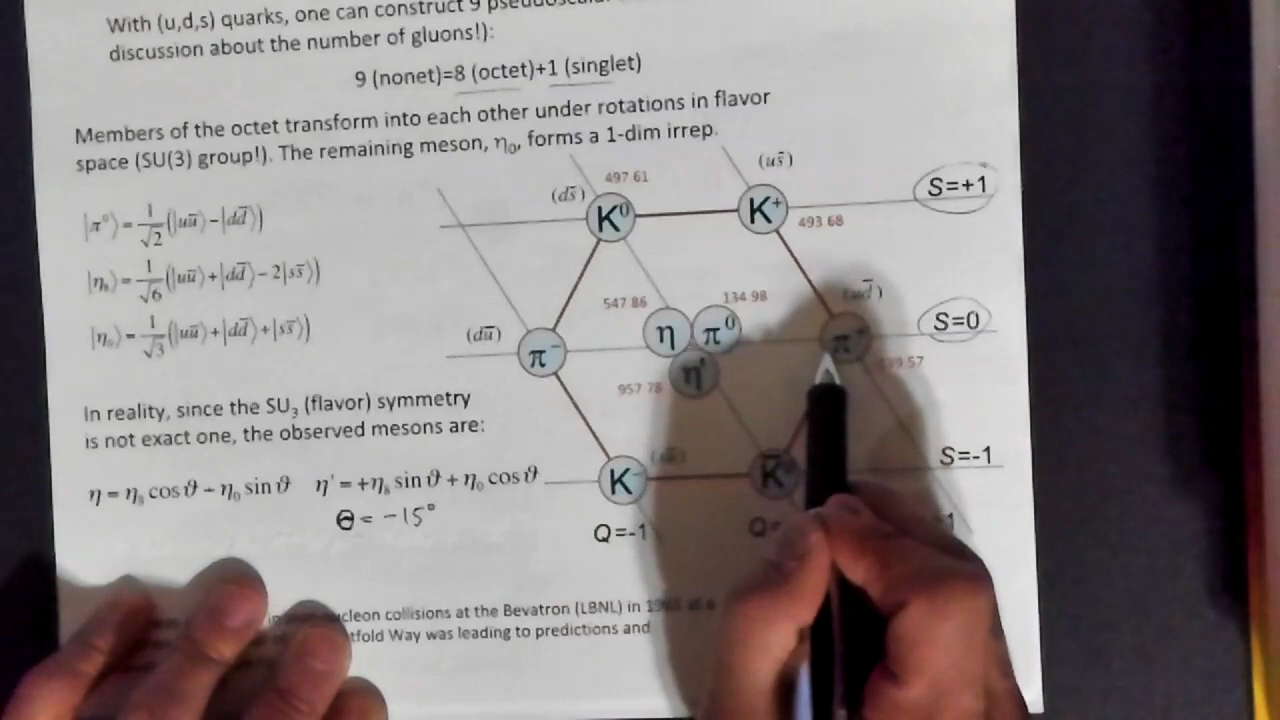 With (u,d,s) quarks, one can construct 9
discussion about the number of gluons!):
9 (nonet)=8 (octet)+1 (singlet)
Members of the octet transform into each other under rotations in flavor
space (SU(3) group!). The remaining meson, η₀, forms a 1-dim irrep.
(us̄)
497 61
(ds̄)
S=+1
K⁰ K⁺
493 68
|π⁰⟩ = 1/√2 (|uū⟩ − |dd̄⟩)
|η₈⟩ = 1/√6 (|uū⟩ + |dd̄⟩ − 2|ss̄⟩)
|η₀⟩ = 1/√3 (|uū⟩ + |dd̄⟩ + |ss̄⟩)
547 86 134 98
(dū) η π⁰ S=0
π⁻
957 78 η'
In reality, since the SU₃ (flavor) symmetry
is not exact one, the observed mesons are:
S=-1
K
η = η₈ cos ϑ − η₀ sin ϑ η' = +η₈ sin ϑ + η₀ cos ϑ
Θ = −15°
Q=-1
cleon collisions at the Bevatron (LBNL) in
tfold Way was leading to predictions and